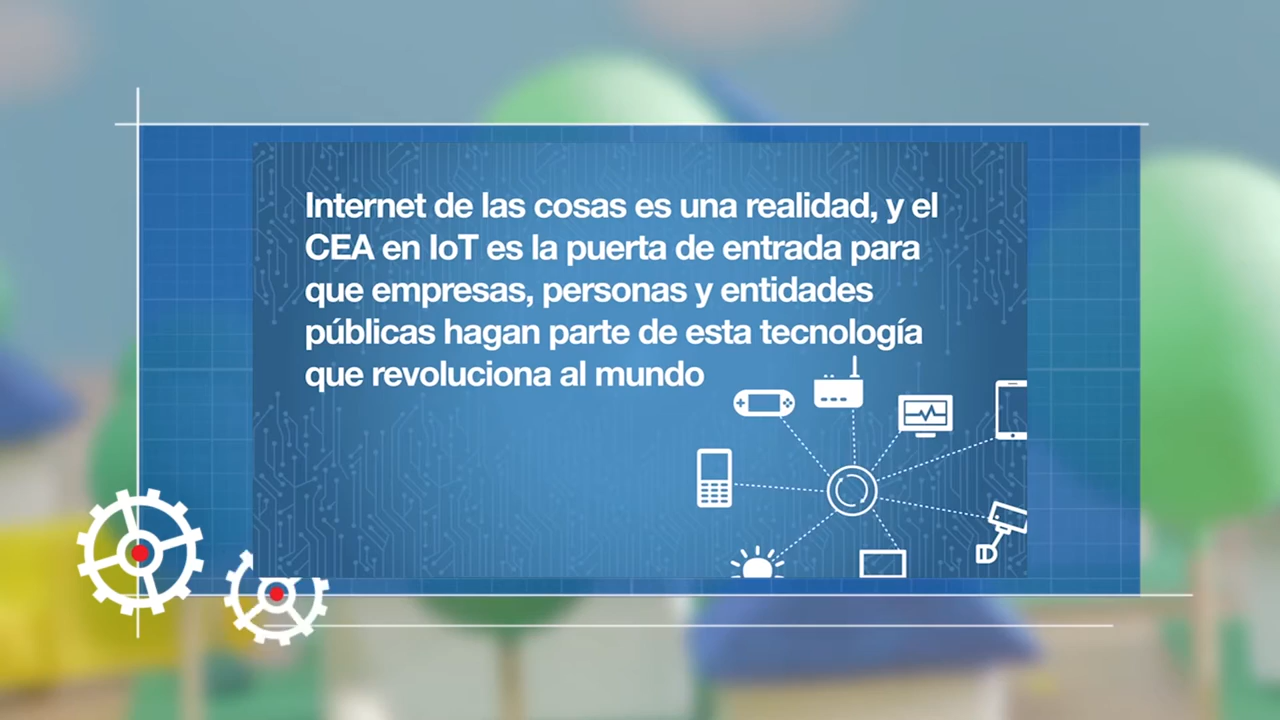 Internet de las cosas es una realidad, y el
CEA en IoT es la puerta de entrada para
que empresas, personas y entidades
públicas hagan parte de esta tecnología
que revoluciona al mundo